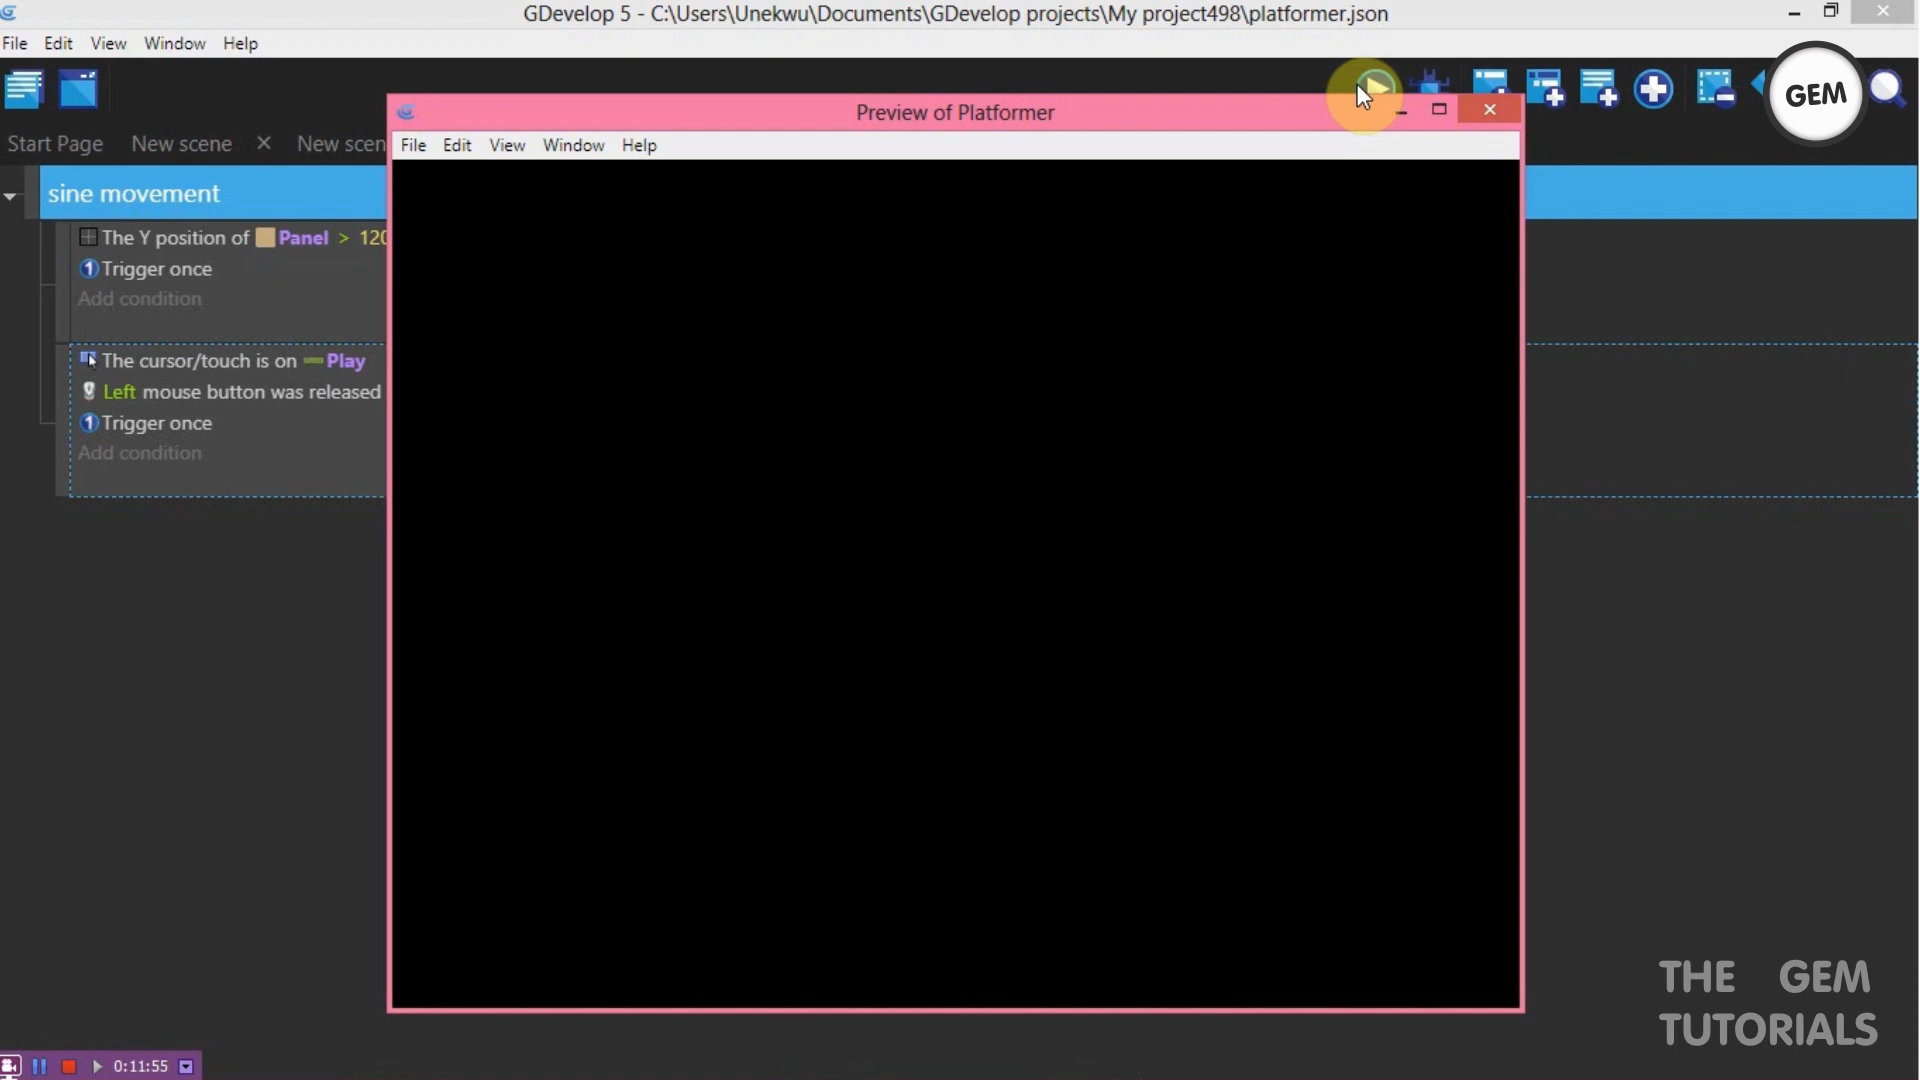 GDevelop 5 - C:\Users\Unekwu\Documents\GDevelop projects\My project498\platformer.json
File Edit View Window Help
GEM
Preview of Platformer
File Edit View Window Help
Start Page New scene New scen
sine movement
The Y position of Panel > 120
Trigger once
Add condition
The cursor/touch is on Play
Left mouse button was released
Trigger once
Add condition
THE GEM
TUTORIALS
0:11:55